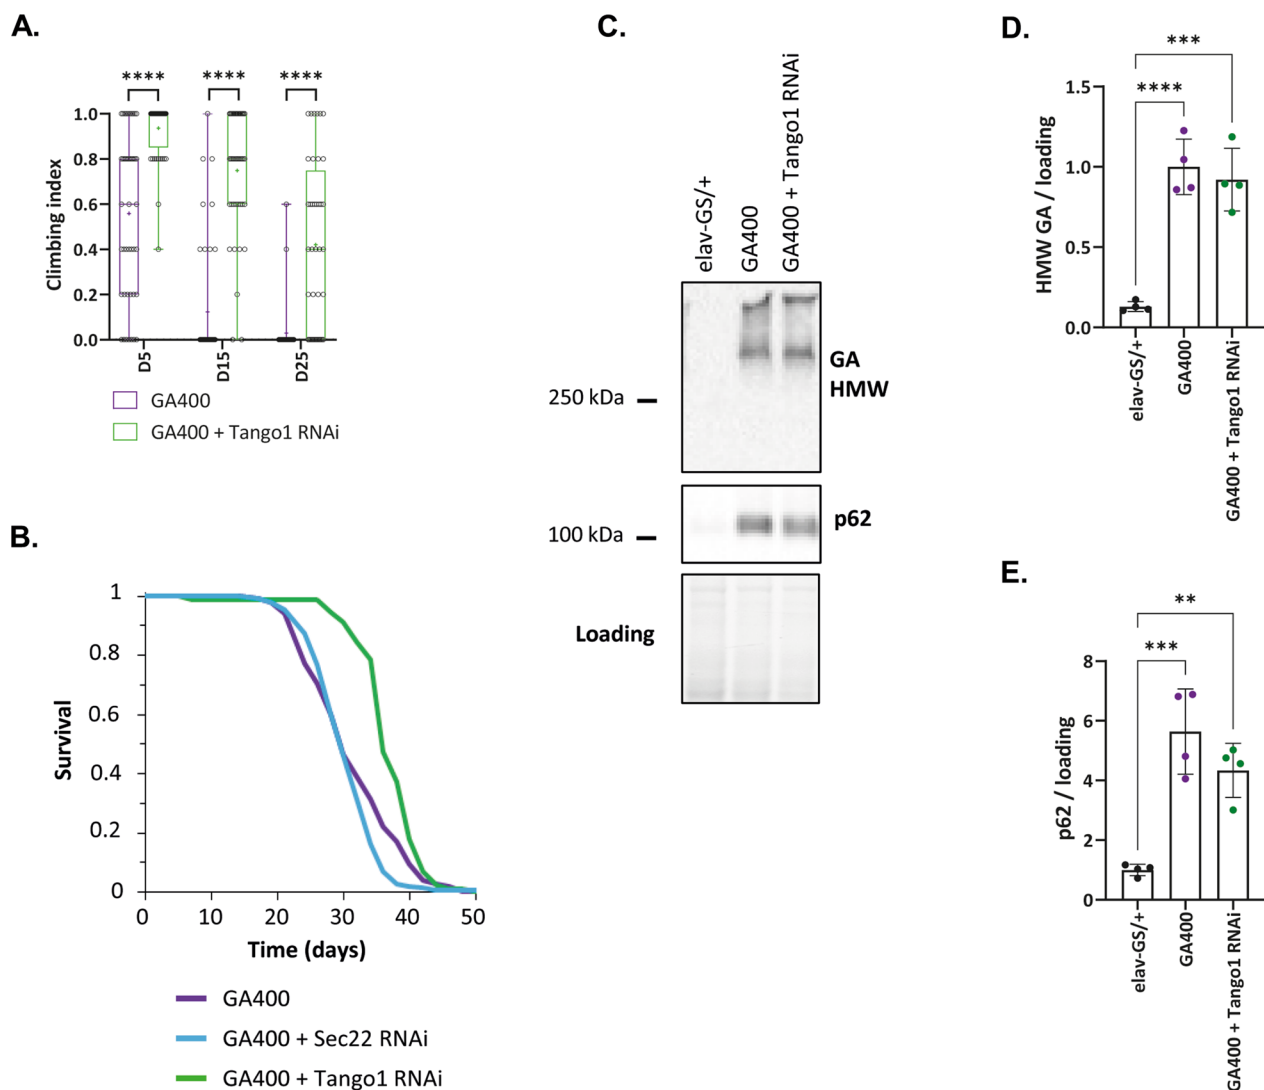 A.
**** **** ****
Climbing index
1.0
0.8
0.6
0.4
0.2
0.0
D5
D15
D25
GA400
GA400 + Tango1 RNAi
B.
Survival
1
0.8
0.6
0.4
0.2
0
0 10 20 30 40 50
Time (days)
GA400
GA400 + Sec22 RNAi
GA400 + Tango1 RNAi
C.
elav-GS/+
GA400
GA400 + Tango1 RNAi
250 kDa
GA
HMW
100 kDa
p62
Loading
D.
***
****
HMW GA / loading
1.5
1.0
0.5
0.0
elav-GS/+
GA400
GA400 + Tango1 RNAi
E.
**
***
p62 / loading
8
6
4
2
0
elav-GS/+
GA400
GA400 + Tango1 RNAi